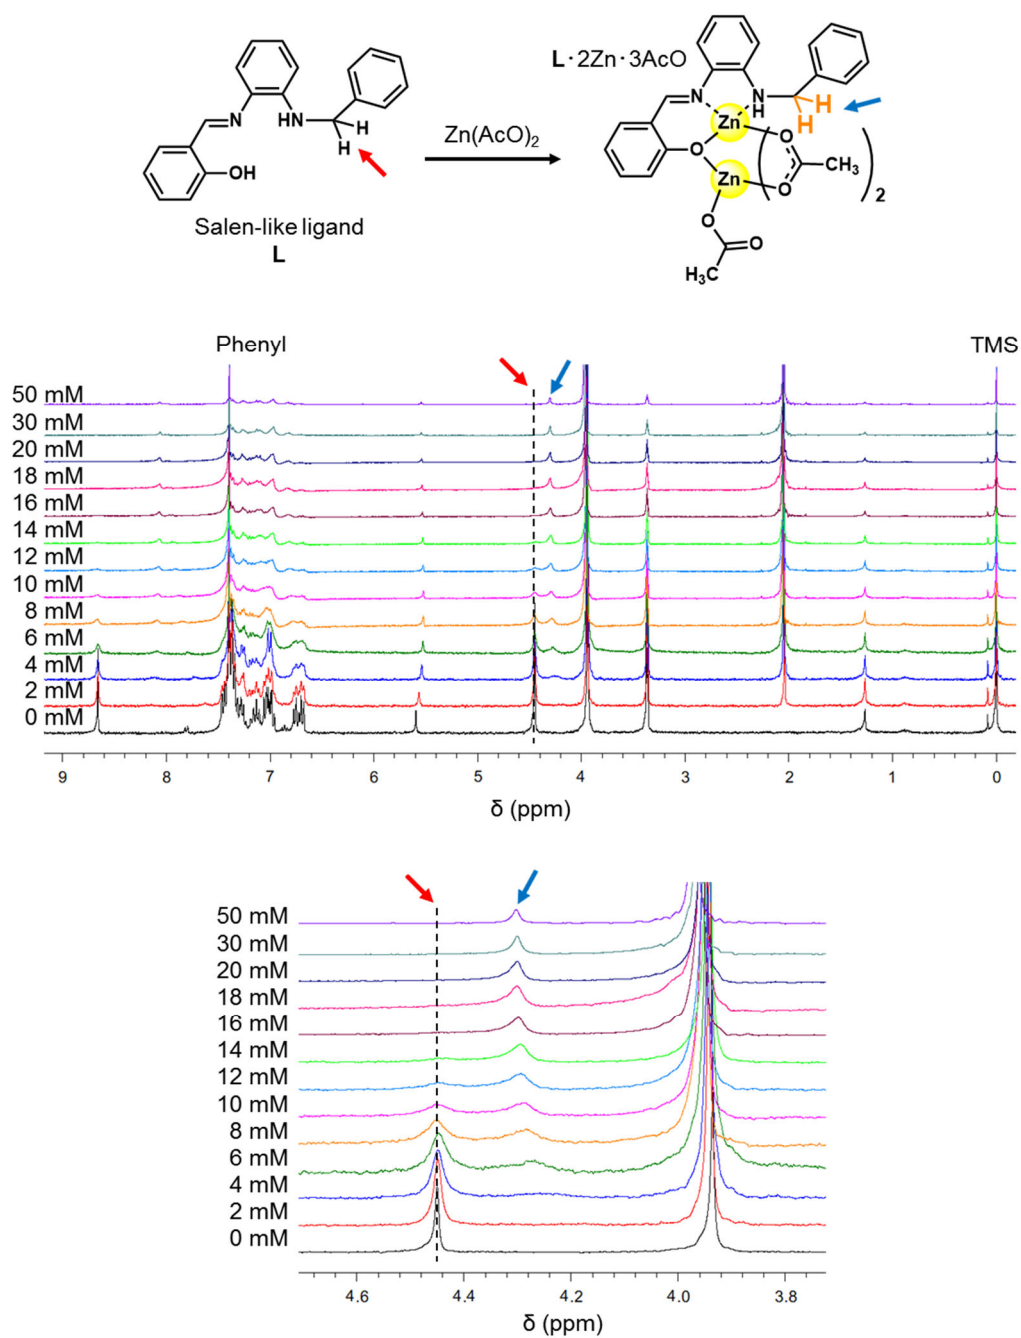 L·2Zn·3AcO
N
HN
H
H
OH
Zn(AcO)2
Salen-like ligand
L
N
N
H
H
H
Zn
O
O
CH3
Zn
O
2
O
O
H3C
Phenyl
TMS
50 mM
30 mM
20 mM
18 mM
16 mM
14 mM
12 mM
10 mM
8 mM
6 mM
4 mM
2 mM
0 mM
9 8 7 6 5 4 3 2 1 0
δ (ppm)
50 mM
30 mM
20 mM
18 mM
16 mM
14 mM
12 mM
10 mM
8 mM
6 mM
4 mM
2 mM
0 mM
4.6 4.4 4.2 4.0 3.8
δ (ppm)